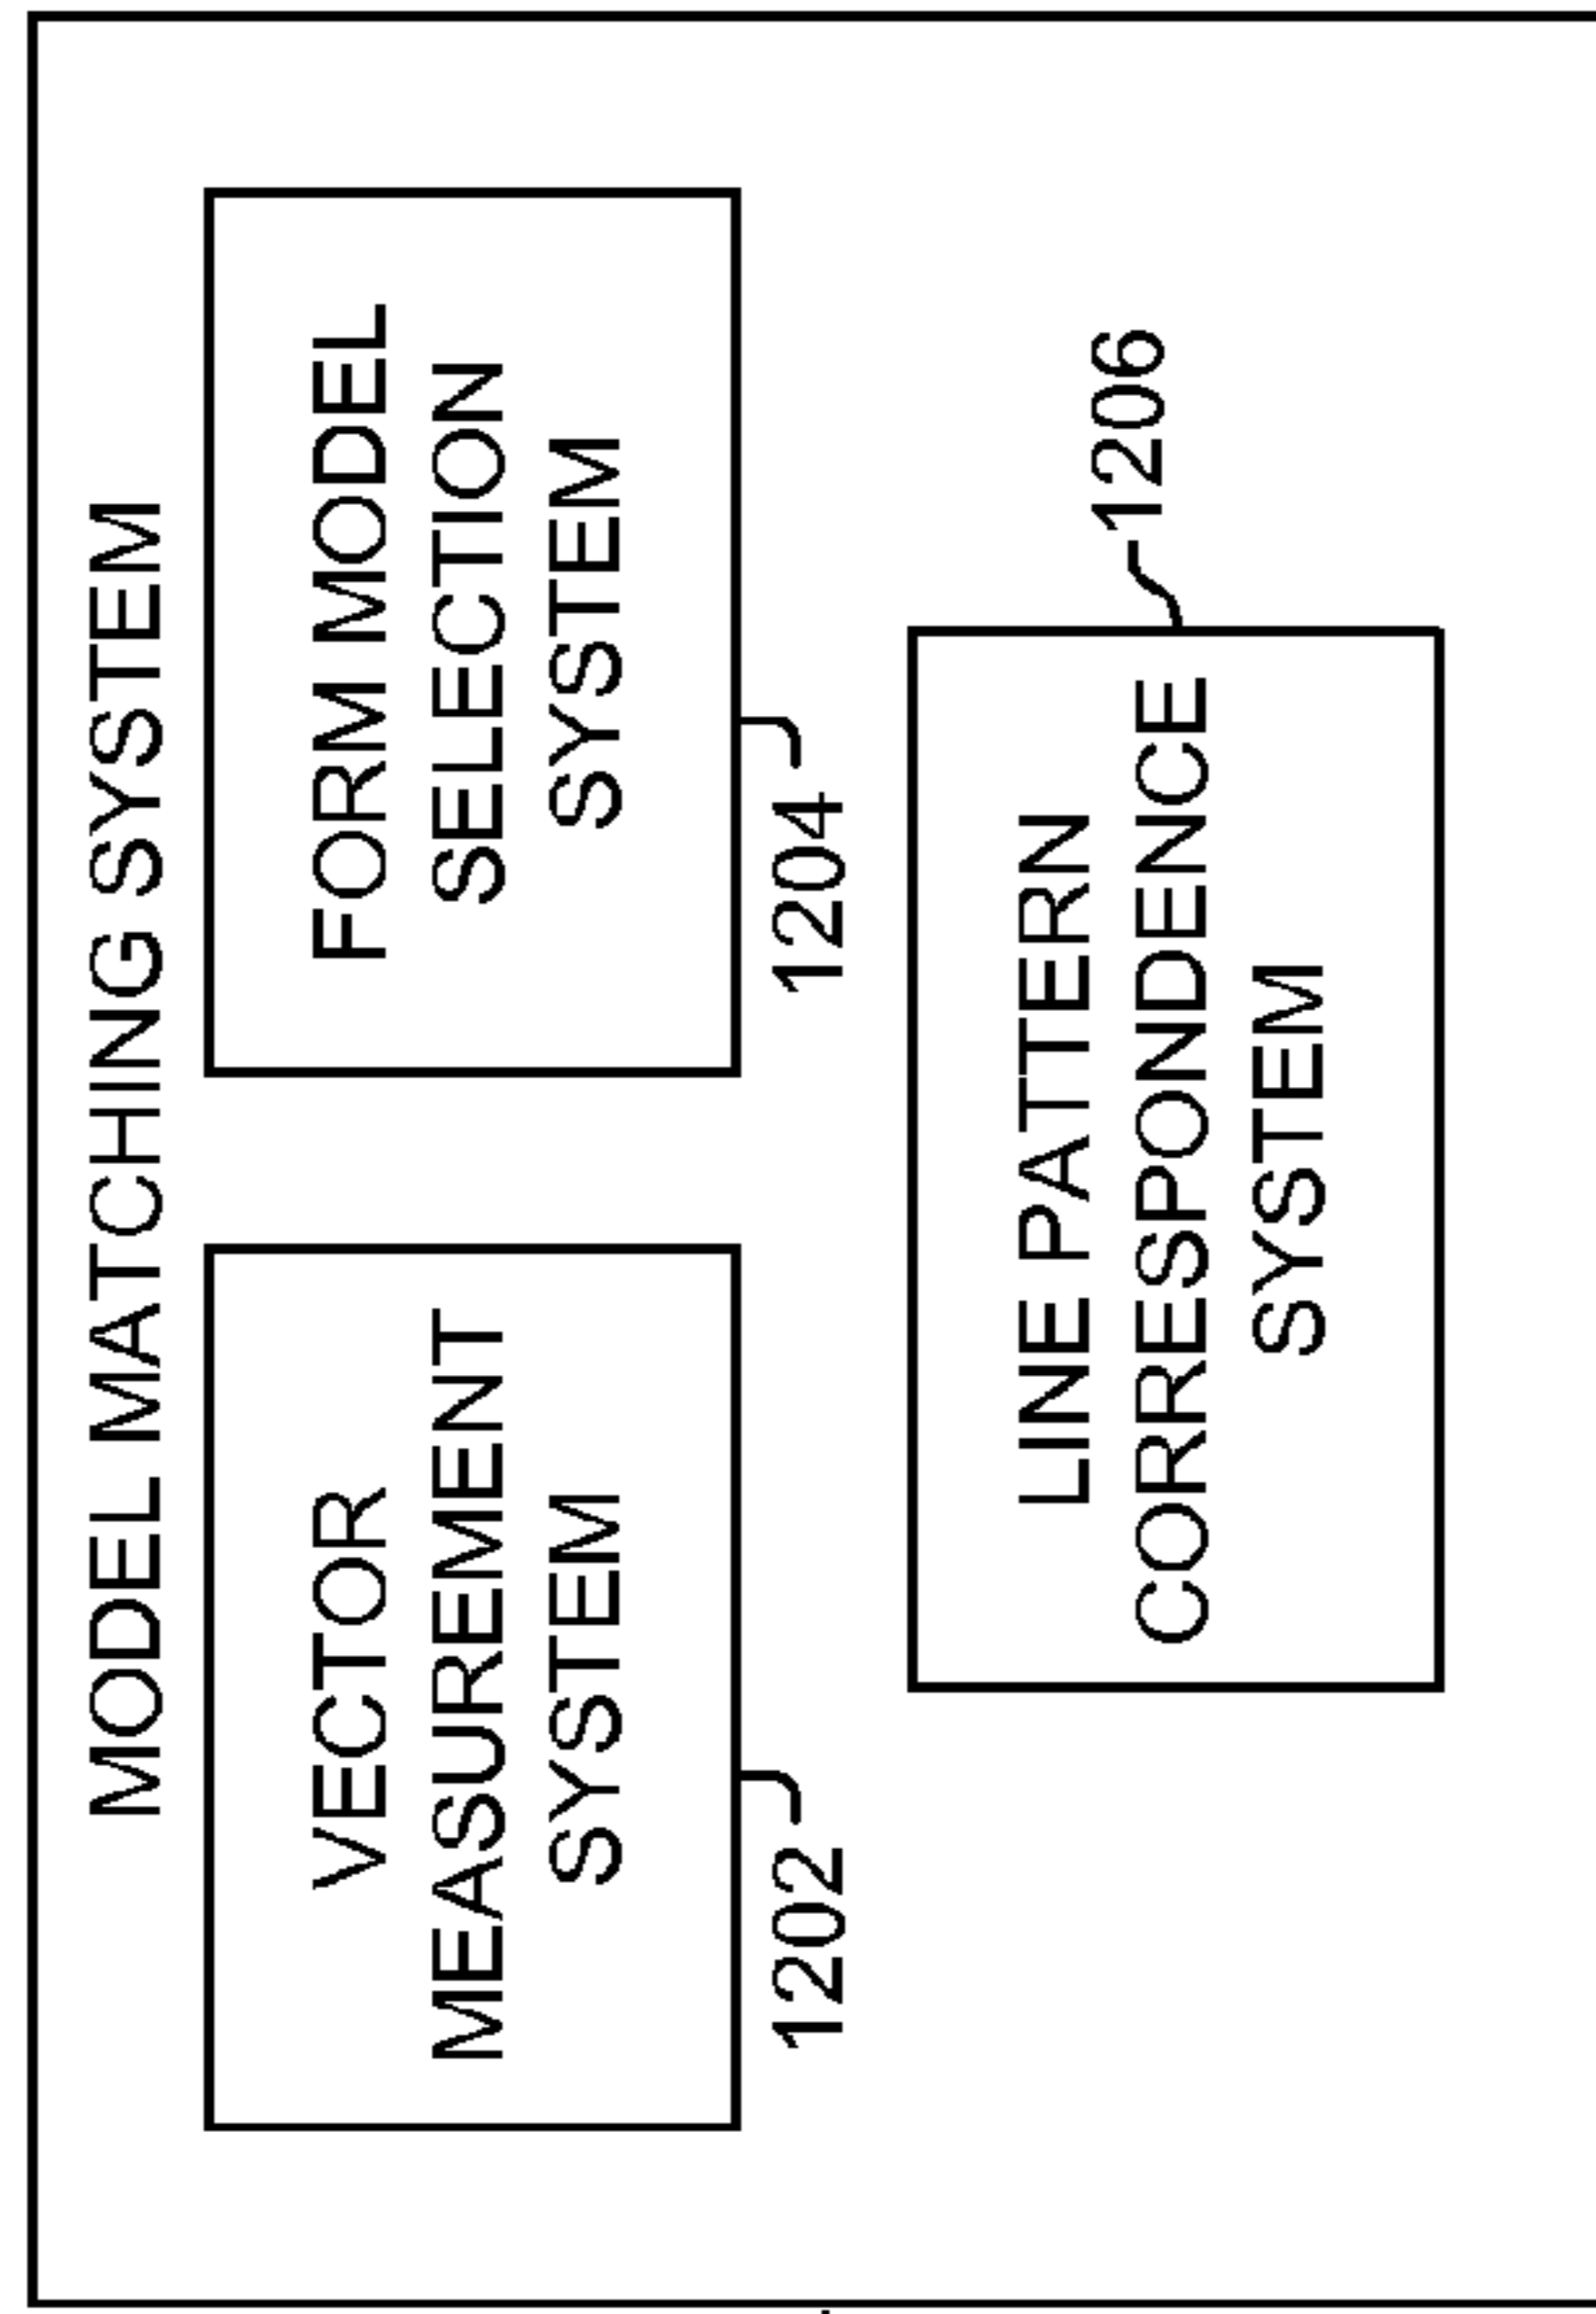 MODEL MATCHING SYSTEM
VECTOR
MEASUREMENT
SYSTEM
1202
FORM MODEL
SELECTION
SYSTEM
1204
LINE PATTERN
CORRESPONDENCE
SYSTEM
1206